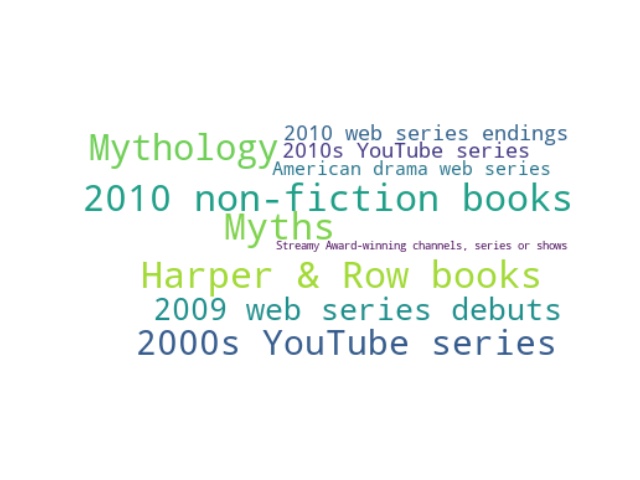 2010 web series endings
Mythology
2010s YouTube series
American drama web series
2010 non-fiction books
Myths
Streamy Award-winning channels, series or shows
Harper & Row books
2009 web series debuts
2000s YouTube series